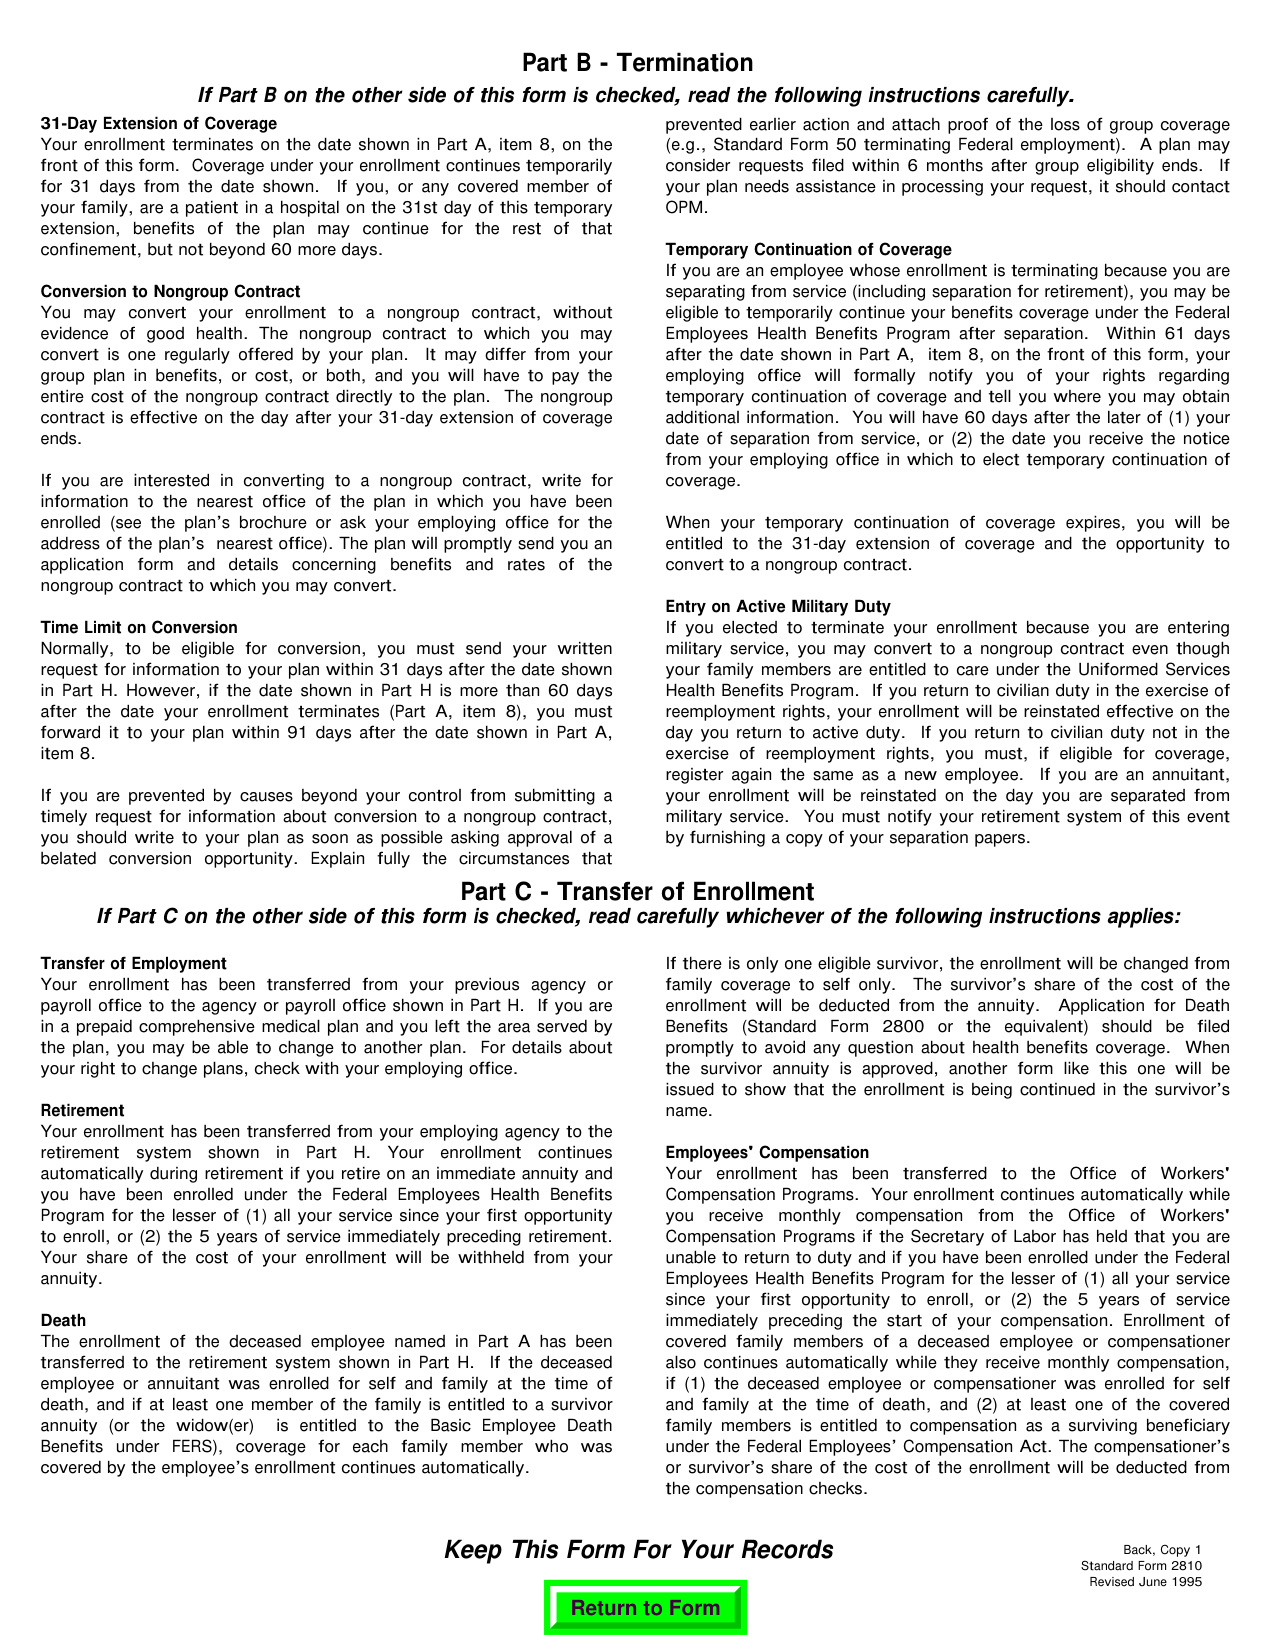 Part B - Termination
If Part B on the other side of this form is checked, read the following instructions carefully.
31-Day Extension of Coverage
Your enrollment terminates on the date shown in Part A, item 8, on the
front of this form. Coverage under your enrollment continues temporarily
for 31 days from the date shown. If you, or any covered member of
your family, are a patient in a hospital on the 31st day of this temporary
extension, benefits of the plan may continue for the rest of that
confinement, but not beyond 60 more days.
Conversion to Nongroup Contract
You may convert your enrollment to a nongroup contract, without
evidence of good health. The nongroup contract to which you may
convert is one regularly offered by your plan. It may differ from your
group plan in benefits, or cost, or both, and you will have to pay the
entire cost of the nongroup contract directly to the plan. The nongroup
contract is effective on the day after your 31-day extension of coverage
ends.
If you are interested in converting to a nongroup contract, write for
information to the nearest office of the plan in which you have been
enrolled (see the plan's brochure or ask your employing office for the
address of the plan's nearest office). The plan will promptly send you an
application form and details concerning benefits and rates of the
nongroup contract to which you may convert.
Time Limit on Conversion
Normally, to be eligible for conversion, you must send your written
request for information to your plan within 31 days after the date shown
in Part H. However, if the date shown in Part H is more than 60 days
after the date your enrollment terminates (Part A, item 8), you must
forward it to your plan within 91 days after the date shown in Part A,
item 8.
If you are prevented by causes beyond your control from submitting a
timely request for information about conversion to a nongroup contract,
you should write to your plan as soon as possible asking approval of a
belated conversion opportunity. Explain fully the circumstances that
prevented earlier action and attach proof of the loss of group coverage
(e.g., Standard Form 50 terminating Federal employment). A plan may
consider requests filed within 6 months after group eligibility ends. If
your plan needs assistance in processing your request, it should contact
OPM.
Temporary Continuation of Coverage
If you are an employee whose enrollment is terminating because you are
separating from service (including separation for retirement), you may be
eligible to temporarily continue your benefits coverage under the Federal
Employees Health Benefits Program after separation. Within 61 days
after the date shown in Part A, item 8, on the front of this form, your
employing office will formally notify you of your rights regarding
temporary continuation of coverage and tell you where you may obtain
additional information. You will have 60 days after the later of (1) your
date of separation from service, or (2) the date you receive the notice
from your employing office in which to elect temporary continuation of
coverage.
When your temporary continuation of coverage expires, you will be
entitled to the 31-day extension of coverage and the opportunity to
convert to a nongroup contract.
Entry on Active Military Duty
If you elected to terminate your enrollment because you are entering
military service, you may convert to a nongroup contract even though
your family members are entitled to care under the Uniformed Services
Health Benefits Program. If you return to civilian duty in the exercise of
reemployment rights, your enrollment will be reinstated effective on the
day you return to active duty. If you return to civilian duty not in the
exercise of reemployment rights, you must, if eligible for coverage,
register again the same as a new employee. If you are an annuitant,
your enrollment will be reinstated on the day you are separated from
military service. You must notify your retirement system of this event
by furnishing a copy of your separation papers.
Part C - Transfer of Enrollment
If Part C on the other side of this form is checked, read carefully whichever of the following instructions applies:
Transfer of Employment
Your enrollment has been transferred from your previous agency or
payroll office to the agency or payroll office shown in Part H. If you are
in a prepaid comprehensive medical plan and you left the area served by
the plan, you may be able to change to another plan. For details about
your right to change plans, check with your employing office.
Retirement
Your enrollment has been transferred from your employing agency to the
retirement system shown in Part H. Your enrollment continues
automatically during retirement if you retire on an immediate annuity and
you have been enrolled under the Federal Employees Health Benefits
Program for the lesser of (1) all your service since your first opportunity
to enroll, or (2) the 5 years of service immediately preceding retirement.
Your share of the cost of your enrollment will be withheld from your
annuity.
Death
The enrollment of the deceased employee named in Part A has been
transferred to the retirement system shown in Part H. If the deceased
employee or annuitant was enrolled for self and family at the time of
death, and if at least one member of the family is entitled to a survivor
annuity (or the widow(er) is entitled to the Basic Employee Death
Benefits under FERS), coverage for each family member who was
covered by the employee's enrollment continues automatically.
If there is only one eligible survivor, the enrollment will be changed from
family coverage to self only. The survivor's share of the cost of the
enrollment will be deducted from the annuity. Application for Death
Benefits (Standard Form 2800 or the equivalent) should be filed
promptly to avoid any question about health benefits coverage. When
the survivor annuity is approved, another form like this one will be
issued to show that the enrollment is being continued in the survivor's
name.
Employees' Compensation
Your enrollment has been transferred to the Office of Workers'
Compensation Programs. Your enrollment continues automatically while
you receive monthly compensation from the Office of Workers'
Compensation Programs if the Secretary of Labor has held that you are
unable to return to duty and if you have been enrolled under the Federal
Employees Health Benefits Program for the lesser of (1) all your service
since your first opportunity to enroll, or (2) the 5 years of service
immediately preceding the start of your compensation. Enrollment of
covered family members of a deceased employee or compensationer
also continues automatically while they receive monthly compensation,
if (1) the deceased employee or compensationer was enrolled for self
and family at the time of death, and (2) at least one of the covered
family members is entitled to compensation as a surviving beneficiary
under the Federal Employees' Compensation Act. The compensationer's
or survivor's share of the cost of the enrollment will be deducted from
the compensation checks.
Keep This Form For Your Records
Back, Copy 1
Standard Form 2810
Revised June 1995
Return to Form